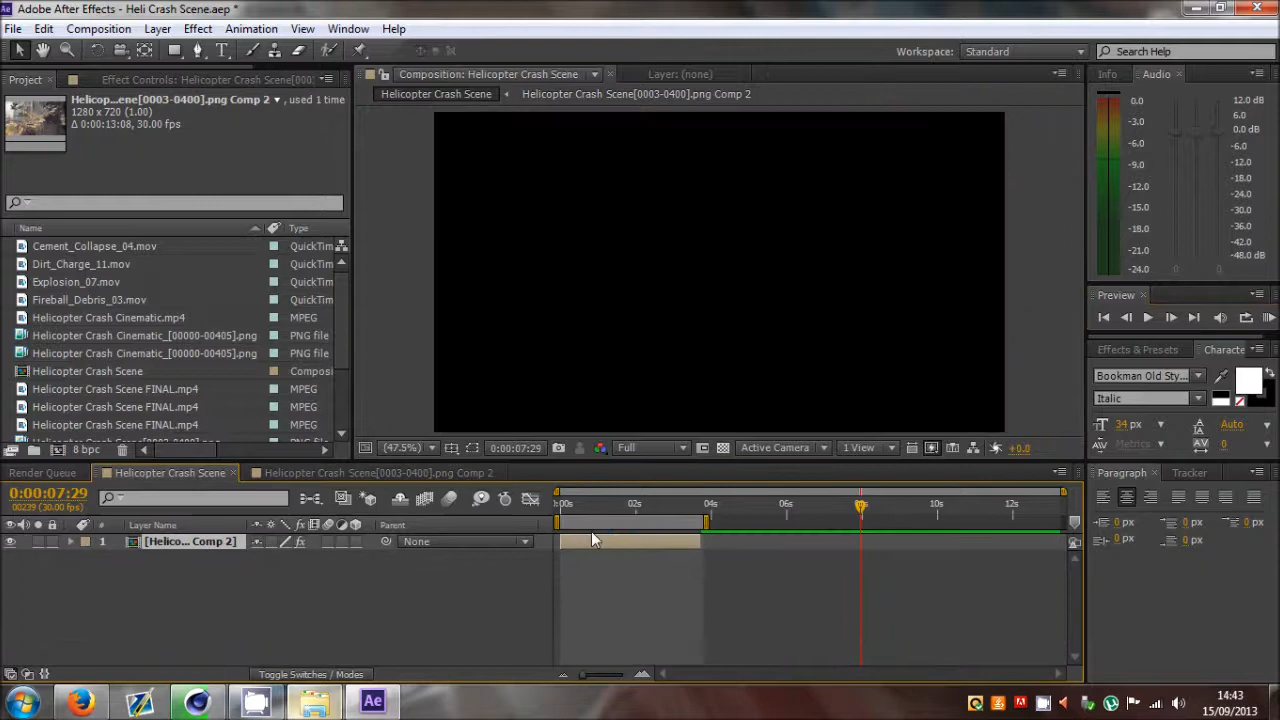 Adobe After Effects - Heli Crash Scene.aep *
File Edit Composition Layer Effect Animation View Window Help
Workspace: Standard Search Help
Project Effect Controls: Helicopter Crash Scene[000
Composition: Helicopter Crash Scene Layer: (none)
Info Audio
Helicopter Crash Scene Helicopter Crash Scene[0003-0400].png Comp 2
Helicop...ene[0003-0400].png Comp 2 , used 1 time
1280 x 720 (1.00)
Δ 0:00:13:08, 30.00 fps
0.0 12.0 dB
-3.0 6.0
-6.0 0.0 dB
-9.0 -6.0
-12.0 -12.0
-15.0 -18.0
-24.0
-18.0 -30.0
-36.0
-21.0 -42.0
-24.0 -48.0 dB
Name Type
Cement_Collapse_04.mov QuickTim
Dirt_Charge_11.mov QuickTim
Explosion_07.mov QuickTim
Fireball_Debris_03.mov QuickTim
Helicopter Crash Cinematic.mp4 MPEG
Helicopter Crash Cinematic_[00000-00405].png PNG file
Helicopter Crash Cinematic_[00000-00405].png PNG file
Helicopter Crash Scene Composi
Helicopter Crash Scene FINAL.mp4 MPEG
Helicopter Crash Scene FINAL.mp4 MPEG
Helicopter Crash Scene FINAL.mp4 MPEG
8 bpc
Preview
Effects & Presets Characte
Bookman Old Sty...
Italic
34 px Auto
Metrics 0
(47.5%) 0:00:07:29 Full Active Camera 1 View +0.0
Render Queue Helicopter Crash Scene Helicopter Crash Scene[0003-0400].png Comp 2
Paragraph Tracker
0:00:07:29
00239 (30.00 fps)
:00s 02s 04s 06s 10s 12s
Layer Name Parent
1 [Helico... Comp 2] None
0 px 0 px 0 px
0 px 0 px
Toggle Switches / Modes
14:43
15/09/2013